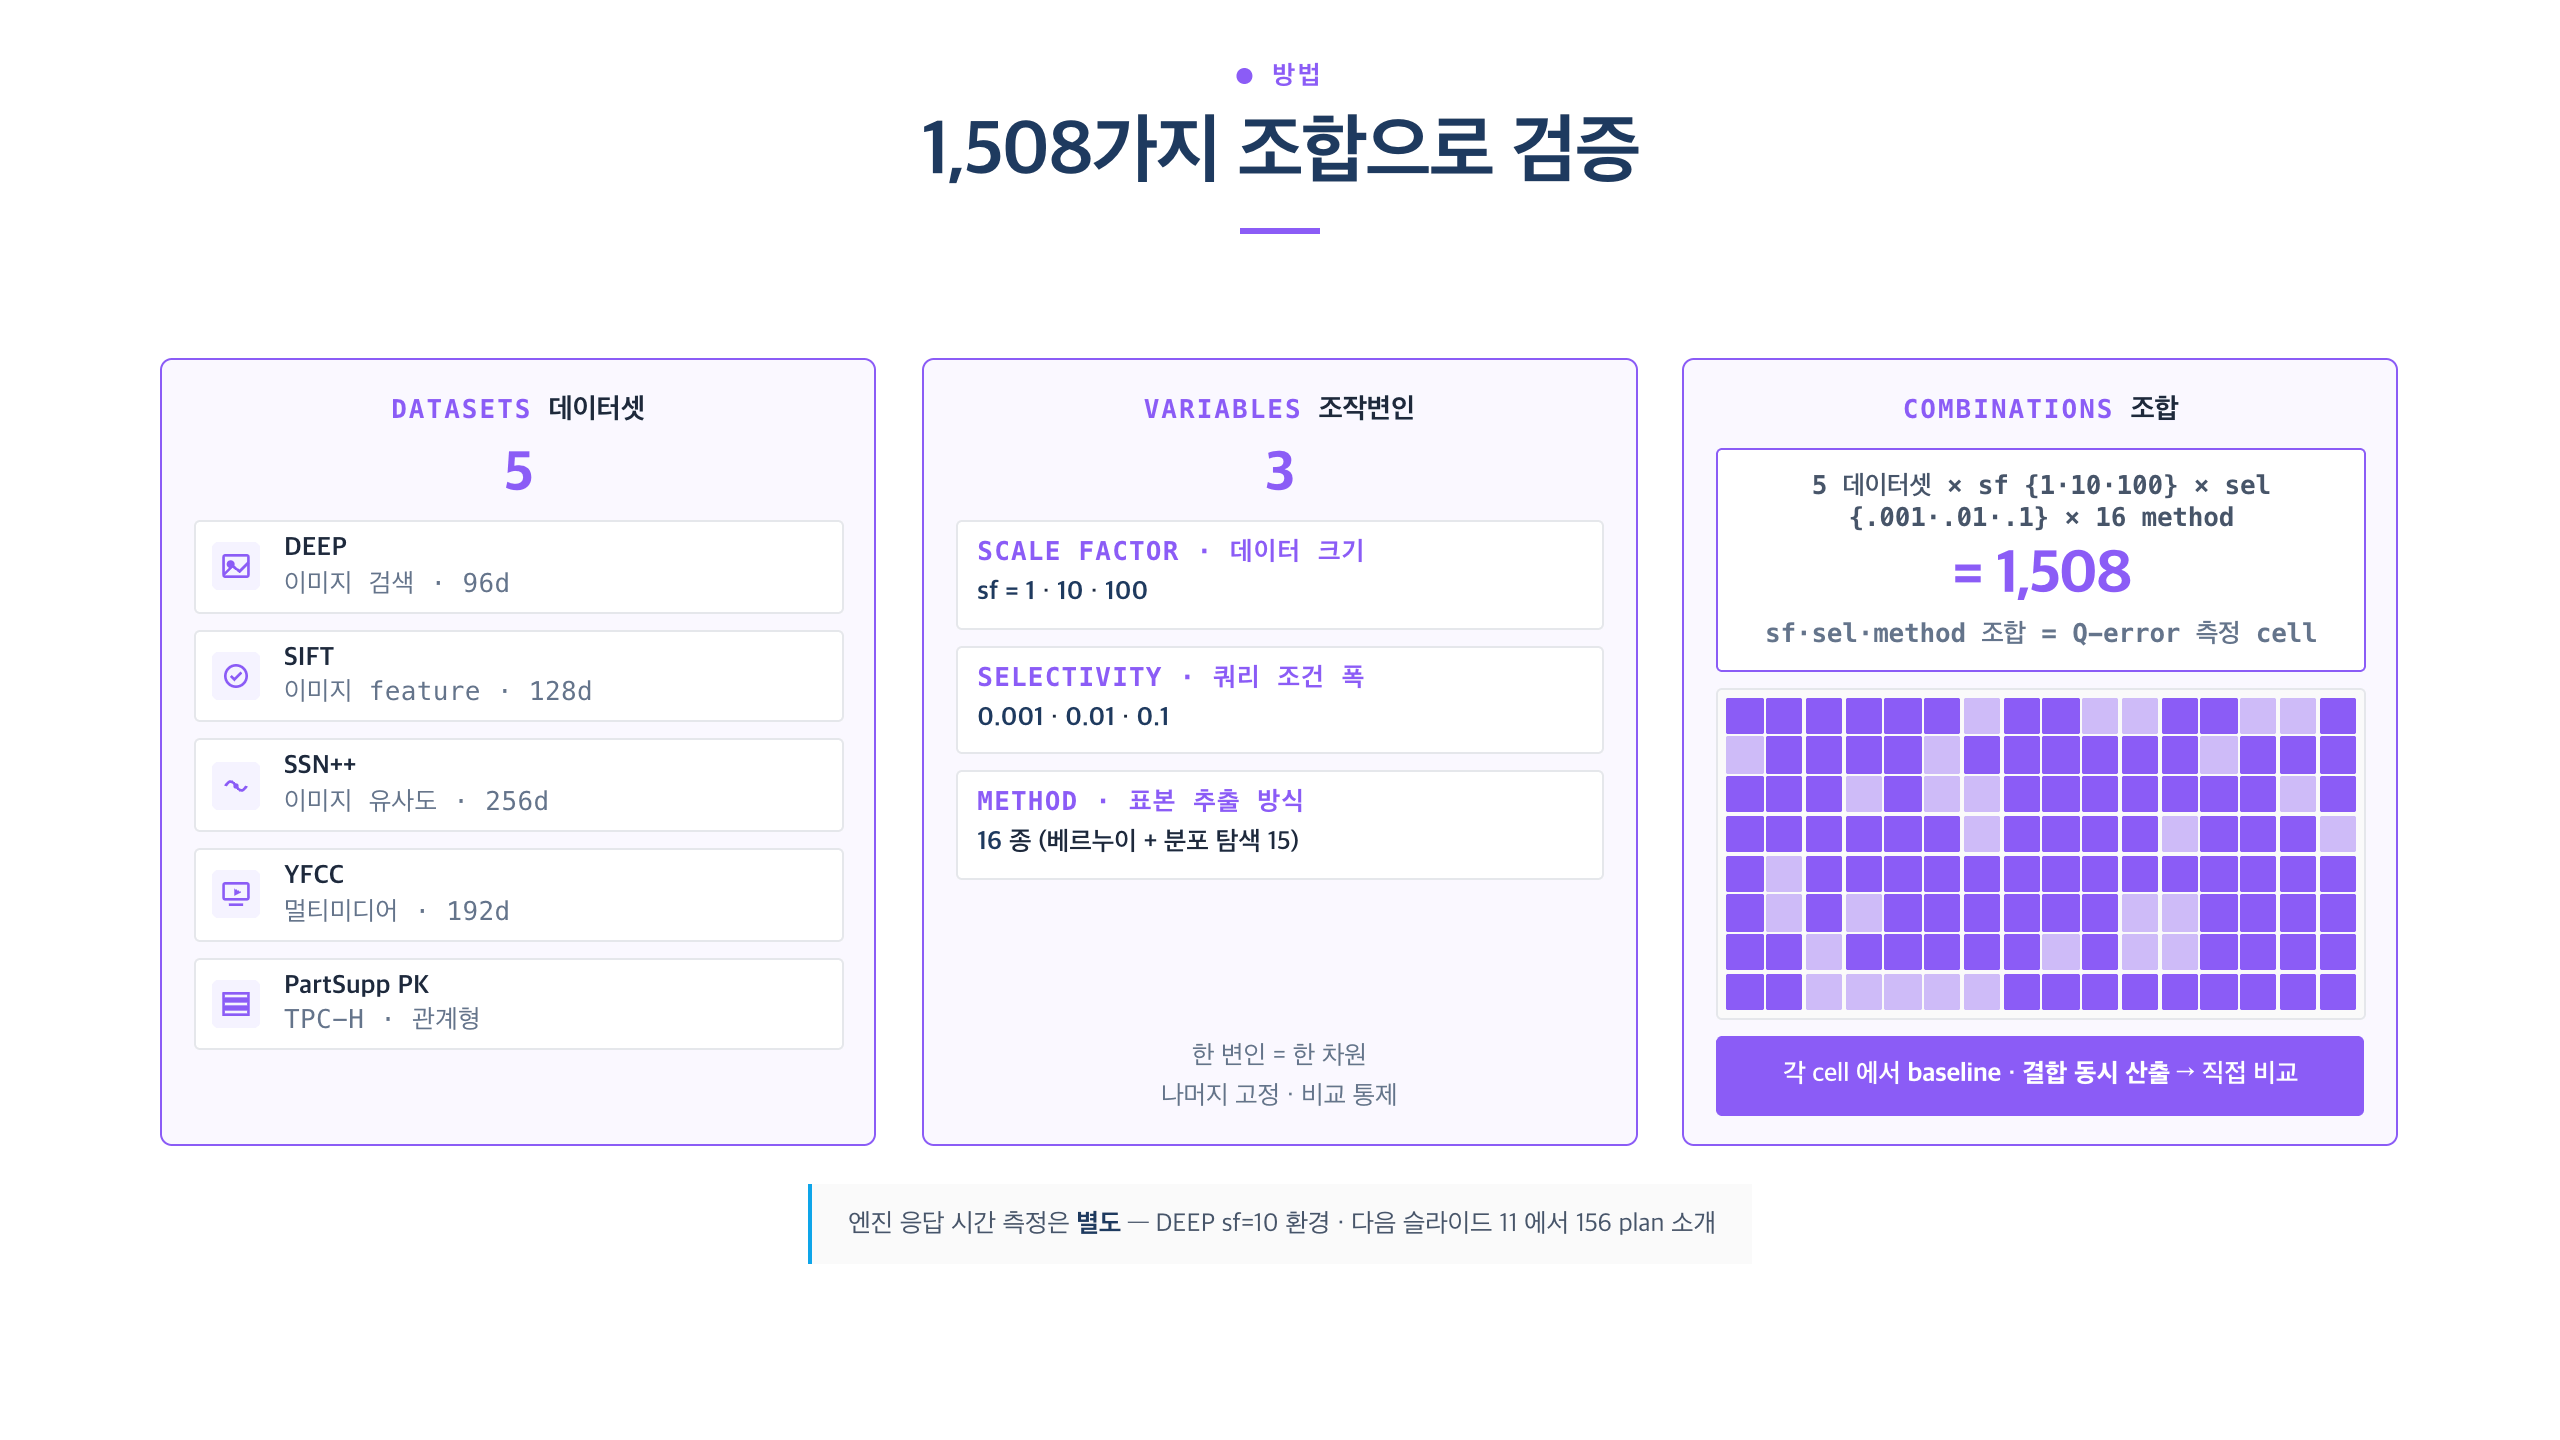 방법
1,508가지 조합으로 검증
DATASETS 데이터셋
5
DEEP
이미지 검색 · 96d
SIFT
이미지 feature · 128d
SSN++
이미지 유사도 · 256d
YFCC
멀티미디어 · 192d
PartSupp PK
TPC-H · 관계형
VARIABLES 조작변인
3
SCALE FACTOR · 데이터 크기
sf = 1 · 10 · 100
SELECTIVITY · 쿼리 조건 폭
0.001 · 0.01 · 0.1
METHOD · 표본 추출 방식
16 종 (베르누이 + 분포 탐색 15)
한 변인 = 한 차원
나머지 고정 · 비교 통제
COMBINATIONS 조합
5 데이터셋 × sf {1·10·100} × sel
{.001·.01·.1} × 16 method
= 1,508
sf·sel·method 조합 = Q-error 측정 cell
각 cell 에서 baseline · 결합 동시 산출 → 직접 비교
엔진 응답 시간 측정은 별도 — DEEP sf=10 환경 · 다음 슬라이드 11 에서 156 plan 소개